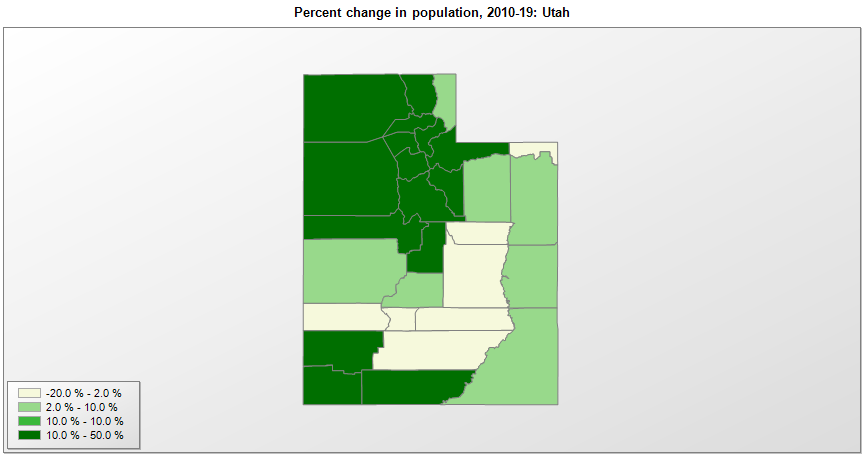 Percent change in population, 2010-19: Utah
-20.0 % - 2.0 %
2.0 % - 10.0 %
10.0 % - 10.0 %
10.0 % - 50.0 %